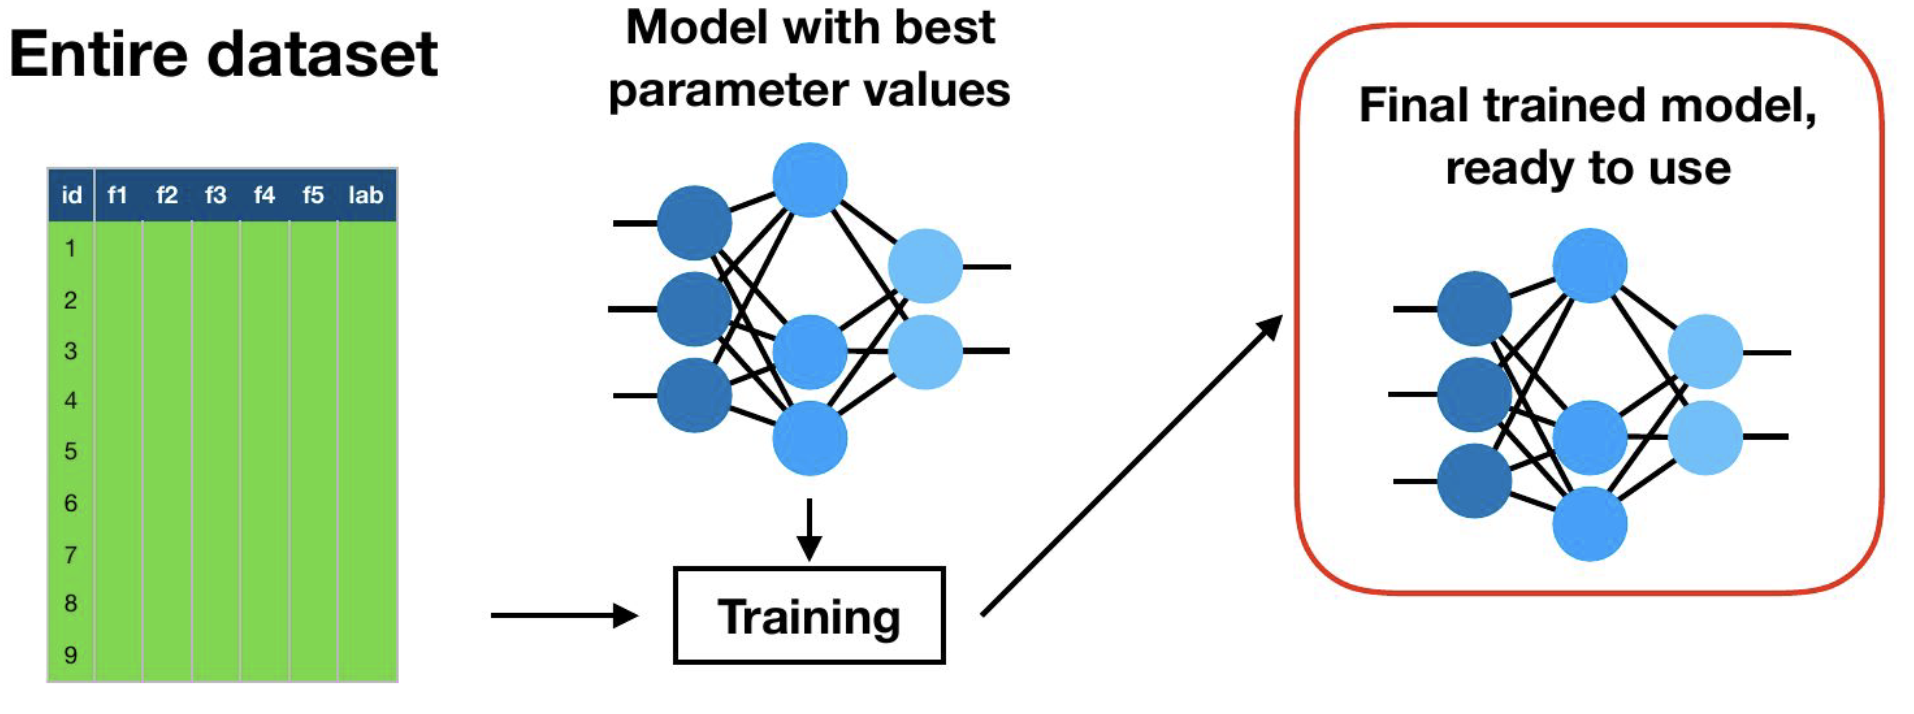 Entire dataset
id f1 f2 f3 f4 f5 lab
1
2
3
4
5
6
7
8
9
Model with best
parameter values
Training
Final trained model,
ready to use